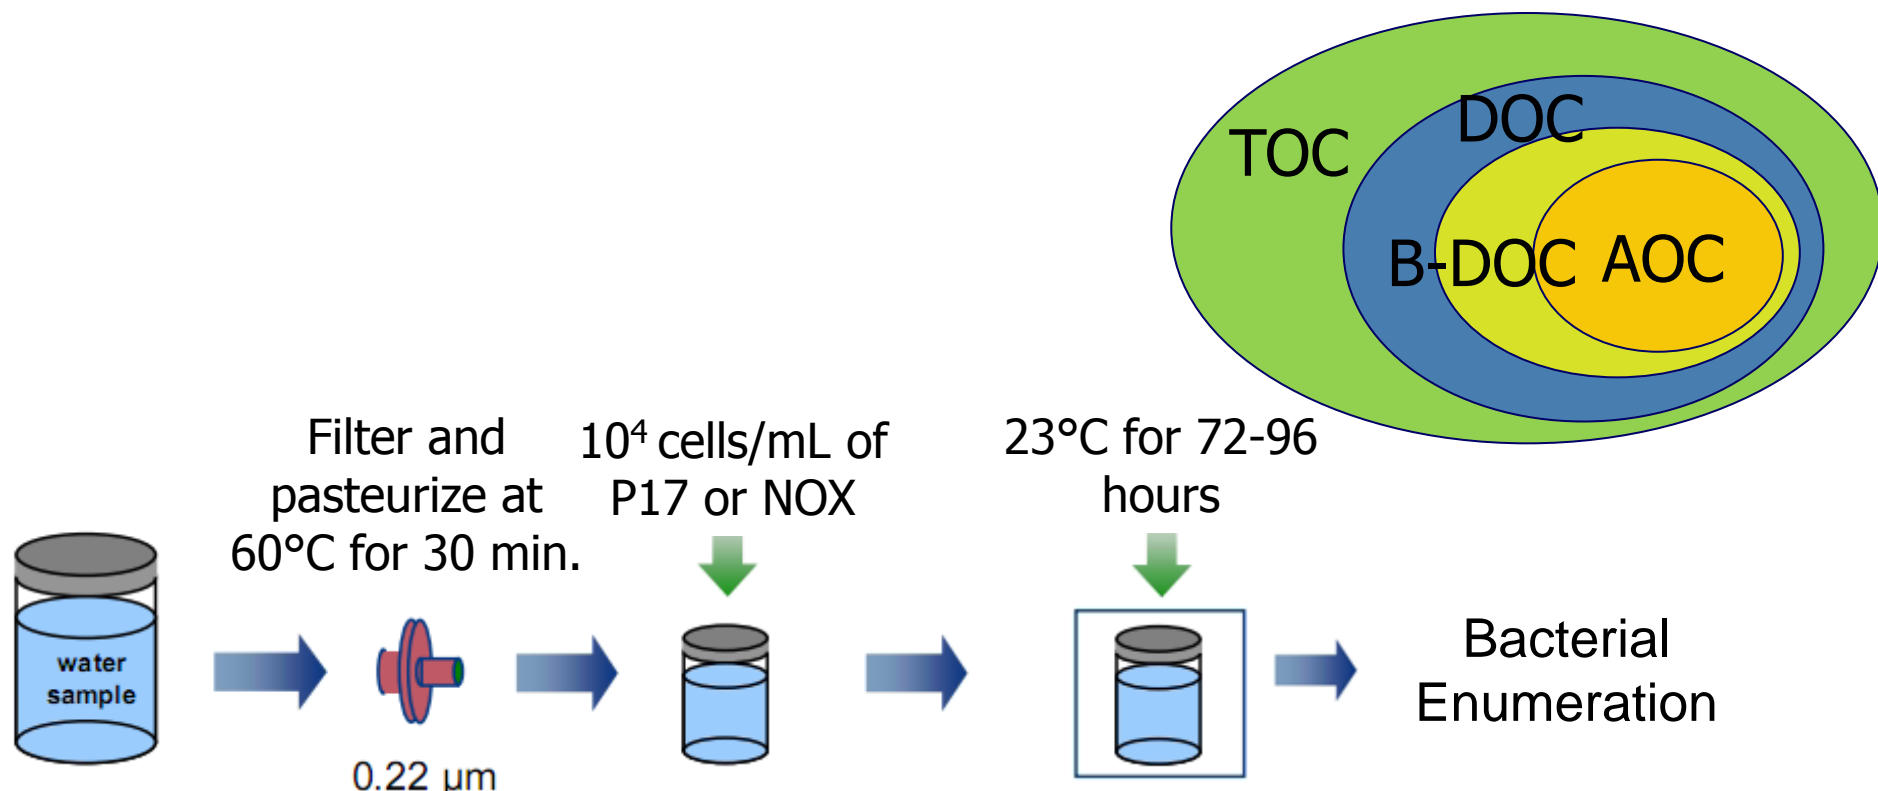 TOC
DOC
B-DOC
AOC
Filter and
pasteurize at
60°C for 30 min.
10⁴ cells/mL of
P17 or NOX
23°C for 72-96
hours
water
sample
0.22 µm
Bacterial
Enumeration